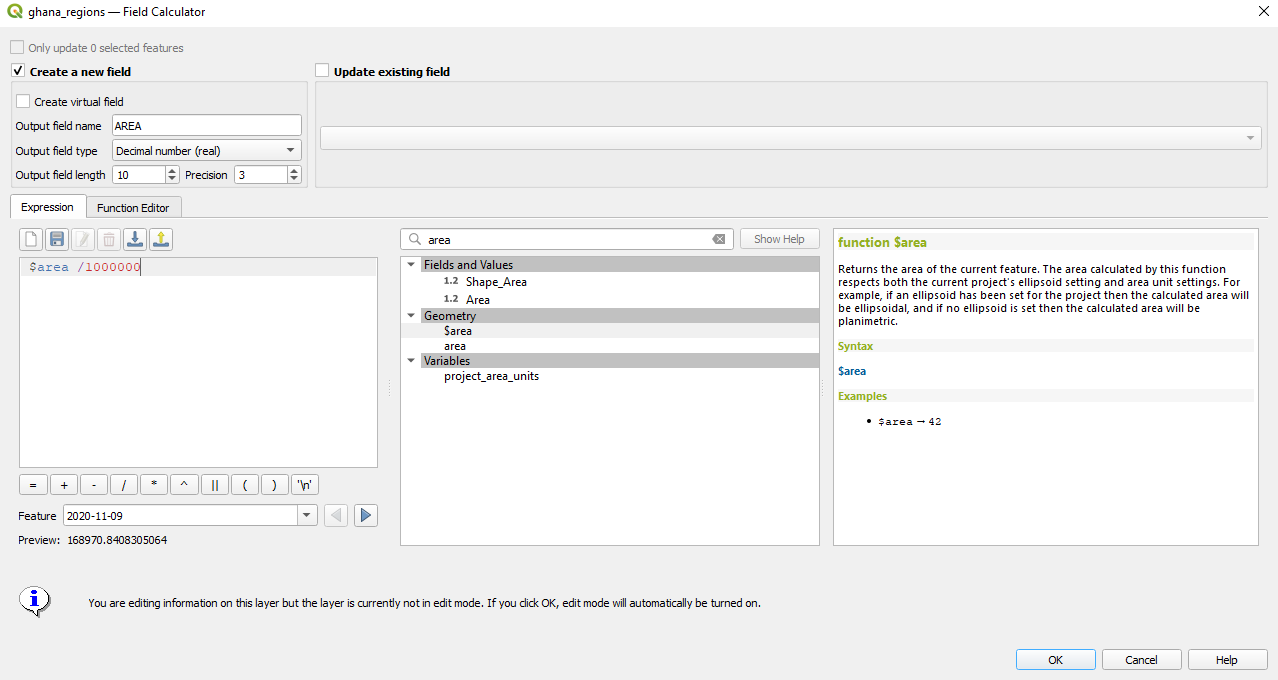 ghana_regions — Field Calculator
Only update 0 selected features
Create a new field
Update existing field
Create virtual field
Output field name AREA
Output field type Decimal number (real)
Output field length 10 Precision 3
Expression Function Editor
area
Show Help
$area /1000000
Fields and Values
1.2 Shape_Area
1.2 Area
Geometry
$area
area
Variables
project_area_units
function $area
Returns the area of the current feature. The area calculated by this function
respects both the current project's ellipsoid setting and area unit settings. For
example, if an ellipsoid has been set for the project then the calculated area will
be ellipsoidal, and if no ellipsoid is set then the calculated area will be
planimetric.
Syntax
$area
Examples
• $area → 42
= + - / * ^ || ( ) '\n'
Feature 2020-11-09
Preview: 168970.8408305064
You are editing information on this layer but the layer is currently not in edit mode. If you click OK, edit mode will automatically be turned on.
OK Cancel Help